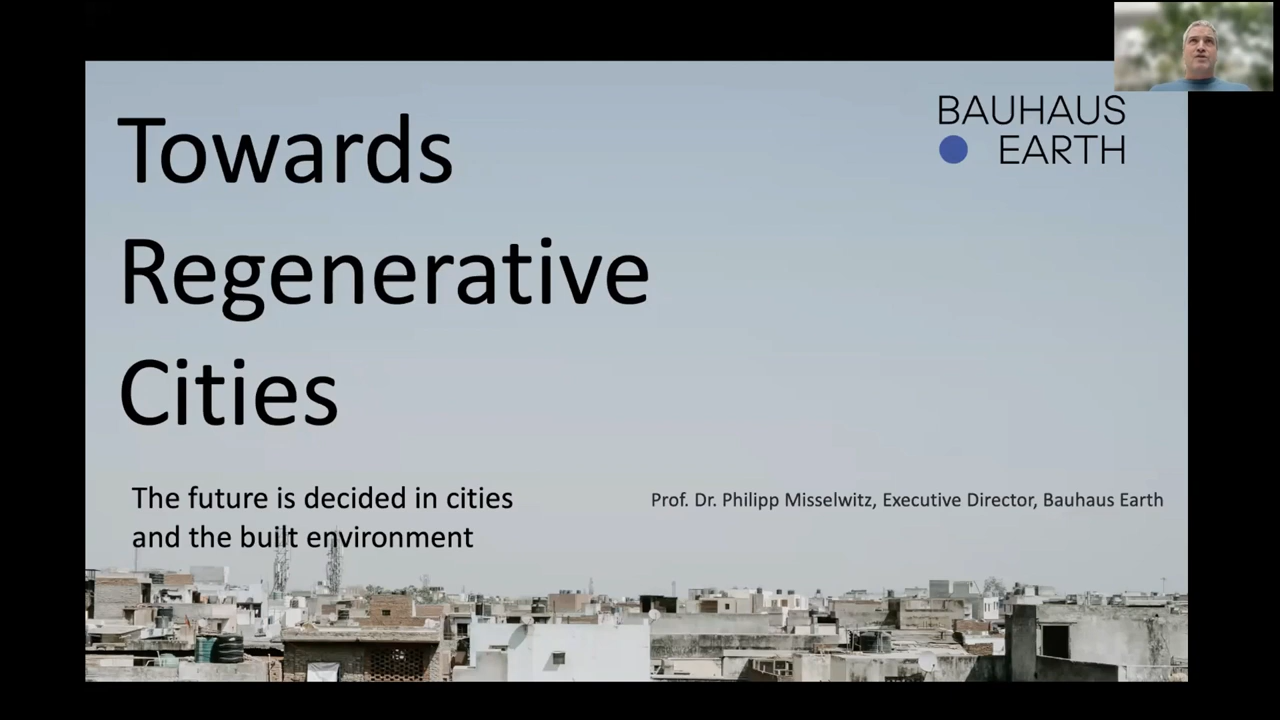 Towards
Regenerative
Cities
BAUHAUS
EARTH
The future is decided in cities
and the built environment
Prof. Dr. Philipp Misselwitz, Executive Director, Bauhaus Earth